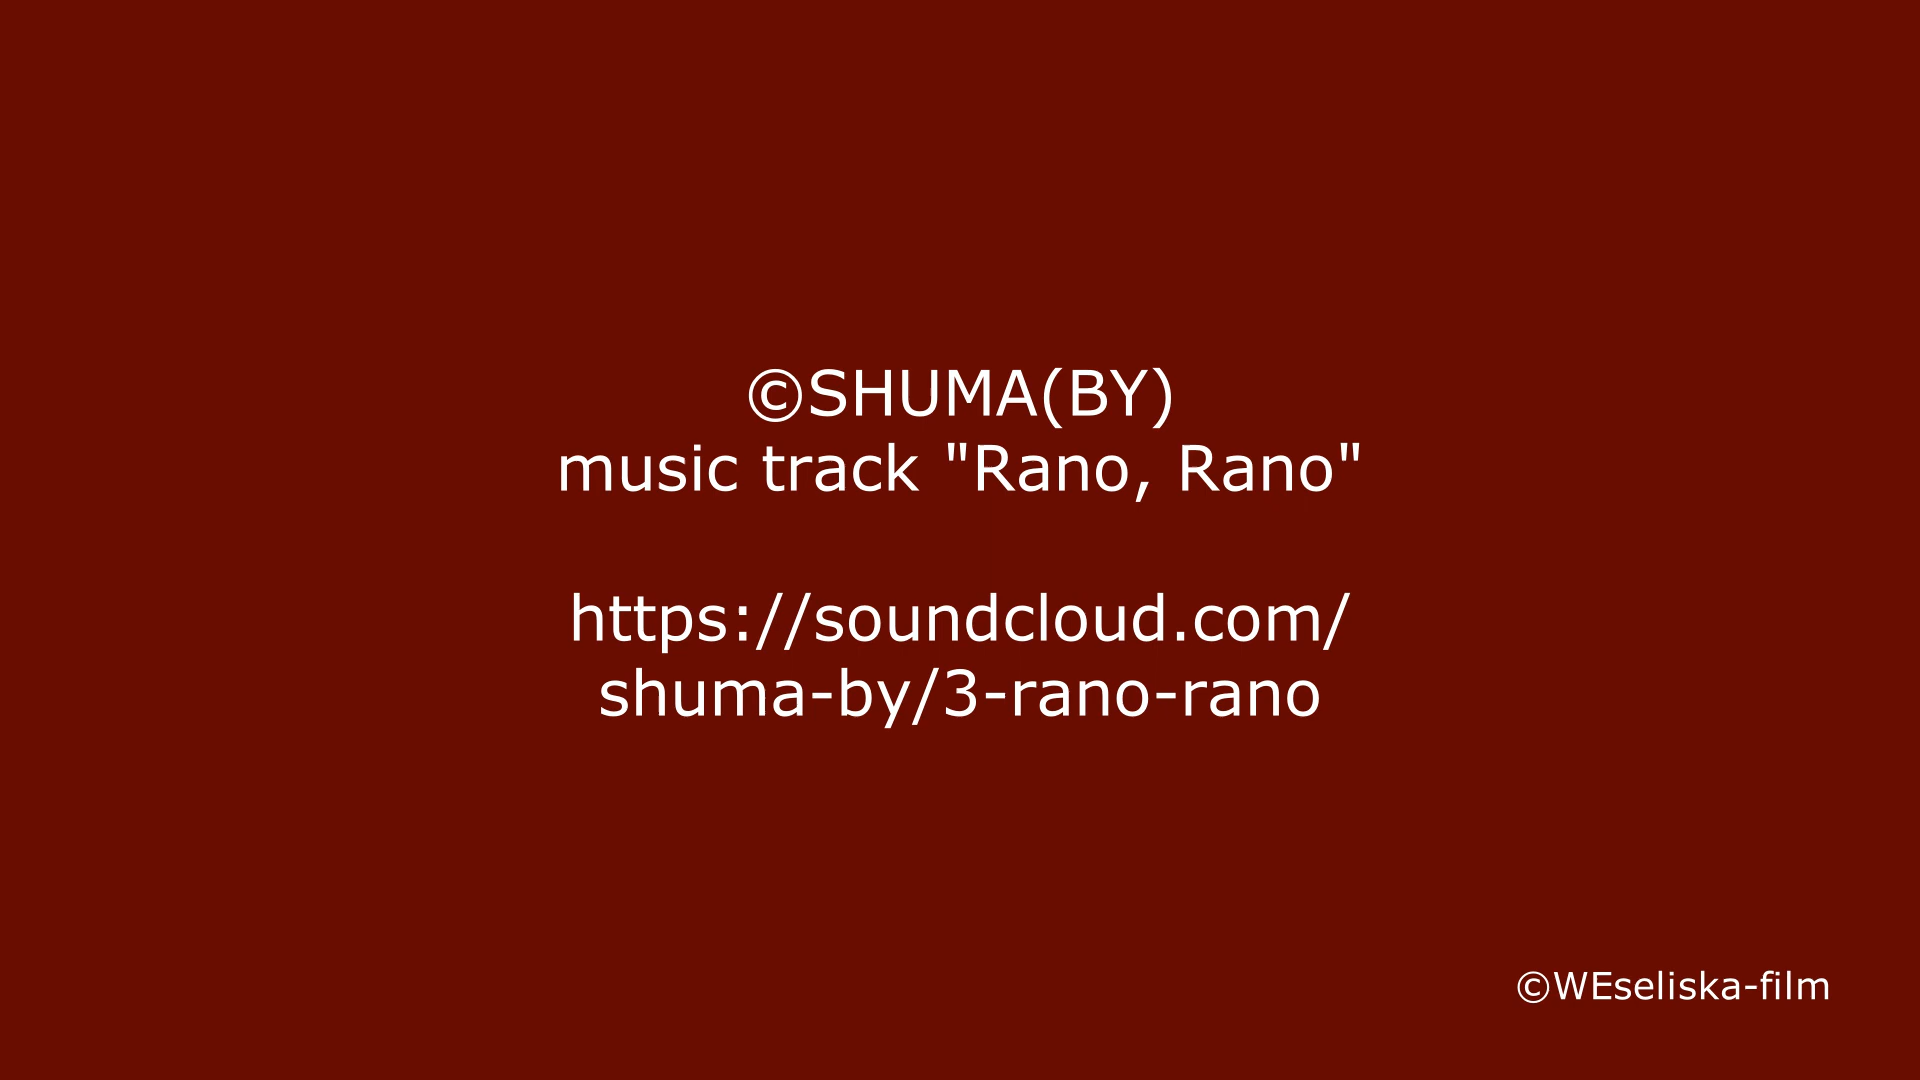 ©SHUMA(BY)
music track "Rano, Rano"
https://soundcloud.com/
shuma-by/3-rano-rano
©WEseliska-film